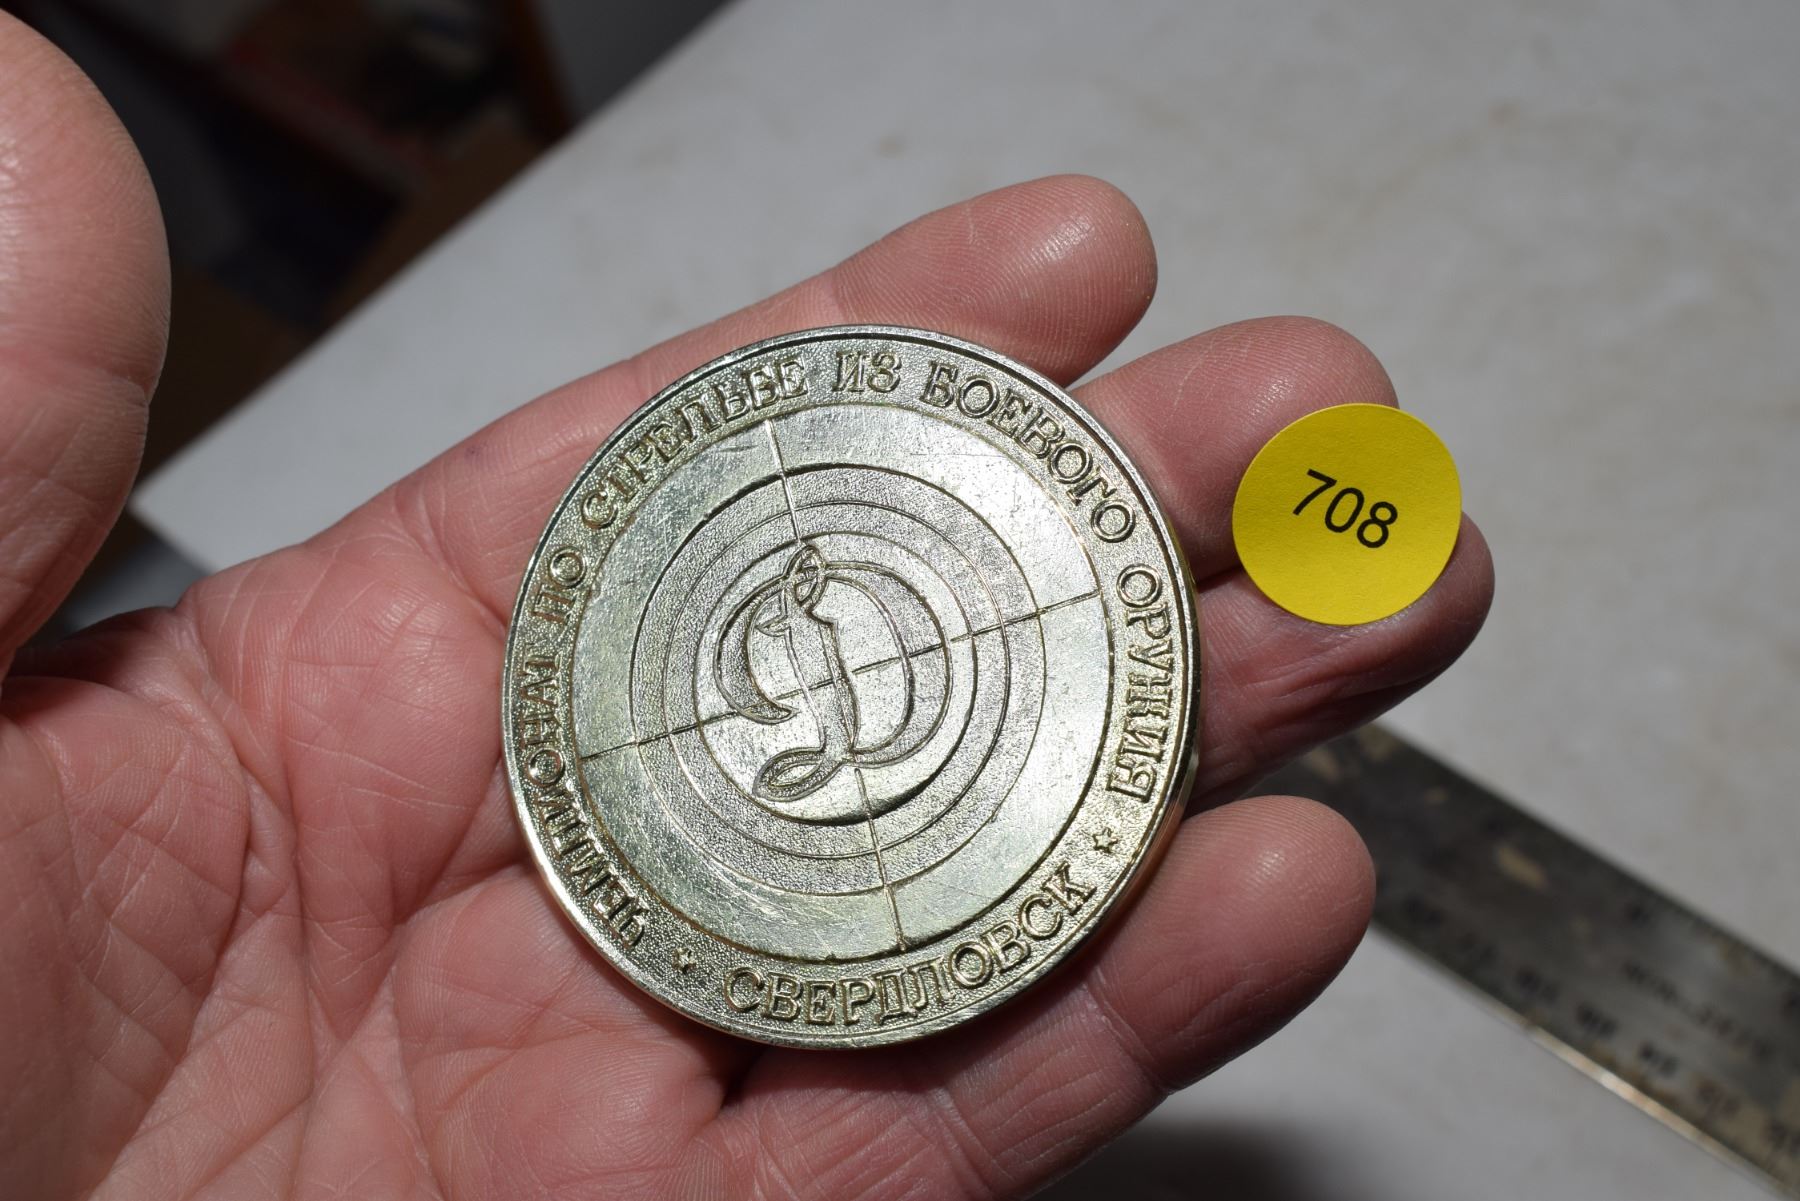 ЧЕМПИОНАТ ПО СТРЕЛЬБЕ ИЗ БОЕВОГО ОРУЖИЯ
СВЕРДЛОВСК
Д
708